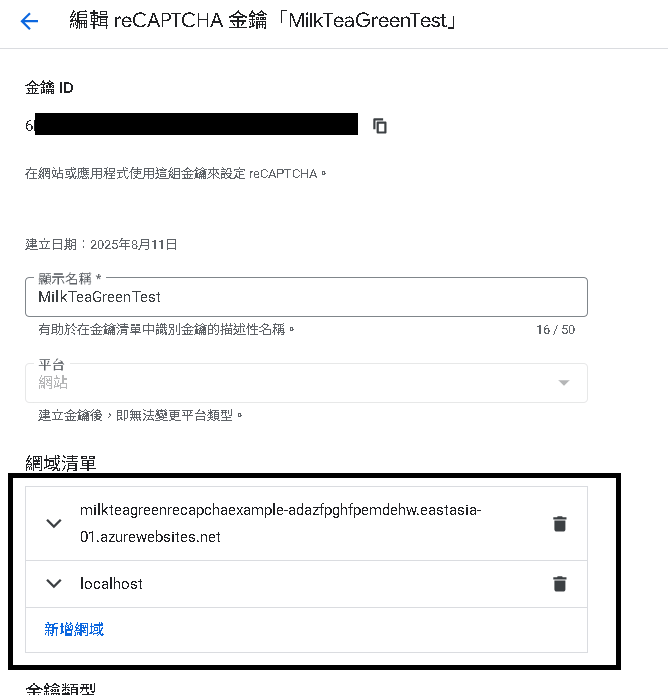 編輯 reCAPTCHA 金鑰「MilkTeaGreenTest」
金鑰 ID
6
在網站或應用程式使用這組金鑰來設定 reCAPTCHA。
建立日期：2025年8月11日
顯示名稱 *
MilkTeaGreenTest
有助於在金鑰清單中識別金鑰的描述性名稱。
16 / 50
平台
網站
建立金鑰後，即無法變更平台類型。
網域清單
milkteagreenrecapchaexample-adazfpghfpemdehw.eastasia-
01.azurewebsites.net
localhost
新增網域
金鑰類型